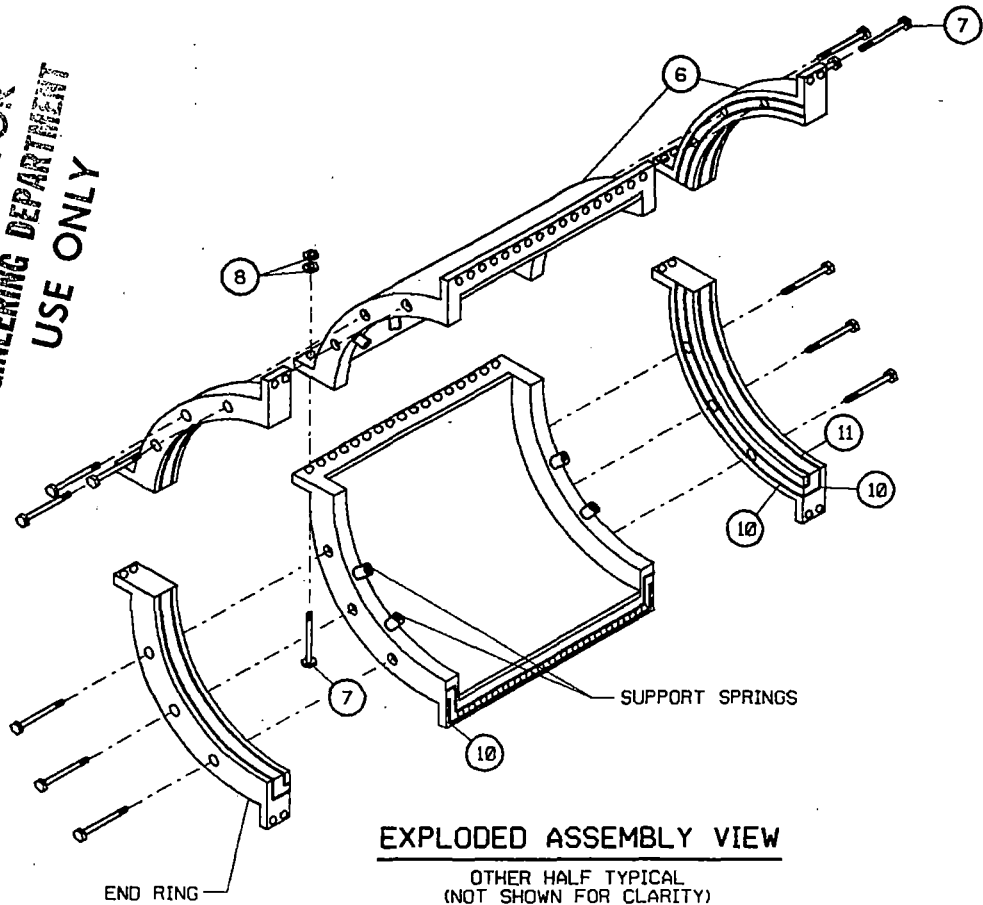 DEPARTMENT
USE ONLY
7
6
8
11
10
10
7
SUPPORT SPRINGS
10
EXPLODED ASSEMBLY VIEW
OTHER HALF TYPICAL
(NOT SHOWN FOR CLARITY)
END RING